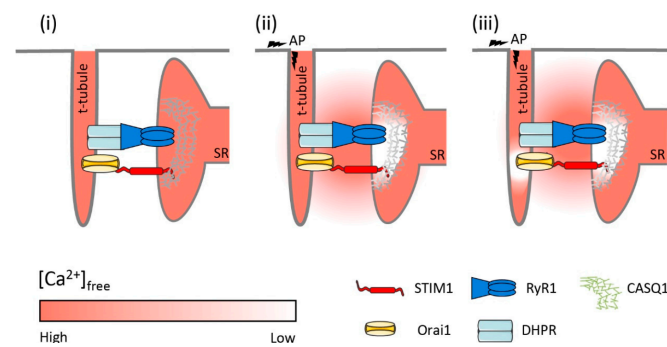 (i)
(ii)
(iii)
AP
AP
t-tubule
t-tubule
t-tubule
SR
SR
SR
[Ca²⁺]free
High
Low
STIM1
RyR1
CASQ1
Orai1
DHPR